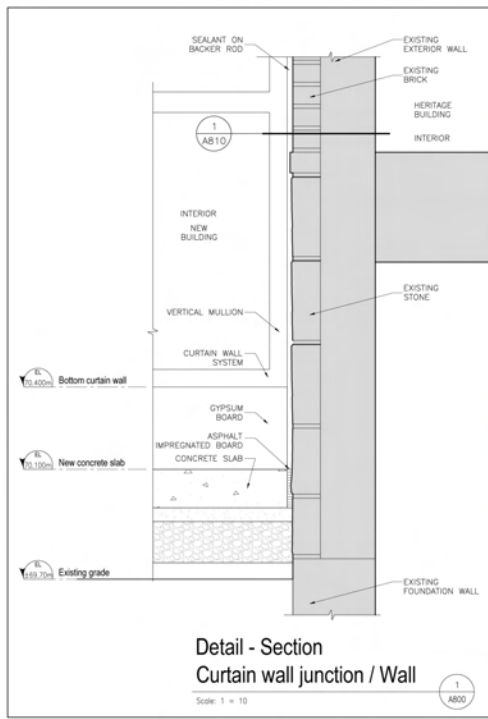 SEALANT ON
BACKER ROD
EXISTING
EXTERIOR WALL
EXISTING
BRICK
HERITAGE
BUILDING
INTERIOR
1
A810
INTERIOR
NEW
BUILDING
EXISTING
STONE
VERTICAL MULLION
CURTAIN WALL
SYSTEM
EL
70.400m
Bottom curtain wall
GYPSUM
BOARD
ASPHALT
IMPREGNATED BOARD
CONCRETE SLAB
EL
70.100m
New concrete slab
EL
±69.70m
Existing grade
EXISTING
FOUNDATION WALL
Detail - Section
Curtain wall junction / Wall
Scale: 1 = 10
1
A800